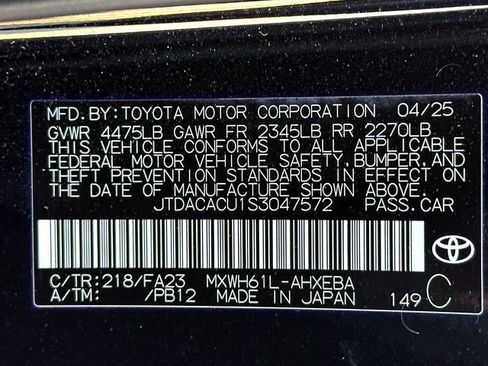 MFD.BY:TOYOTA MOTOR CORPORATION 04/25
GVWR 4475LB GAWR FR 2345LB RR 2270LB
THIS VEHICLE CONFORMS TO ALL APPLICABLE
FEDERAL MOTOR VEHICLE SAFETY,BUMPER,AND
THEFT PREVENTION STANDARDS IN EFFECT ON
THE DATE OF MANUFACTURE SHOWN ABOVE.
JTDACACU1S3047572 PASS.CAR
C/TR:218/FA23 MXWH61L-AHXEBA
A/TM: /PB12 MADE IN JAPAN 149 C